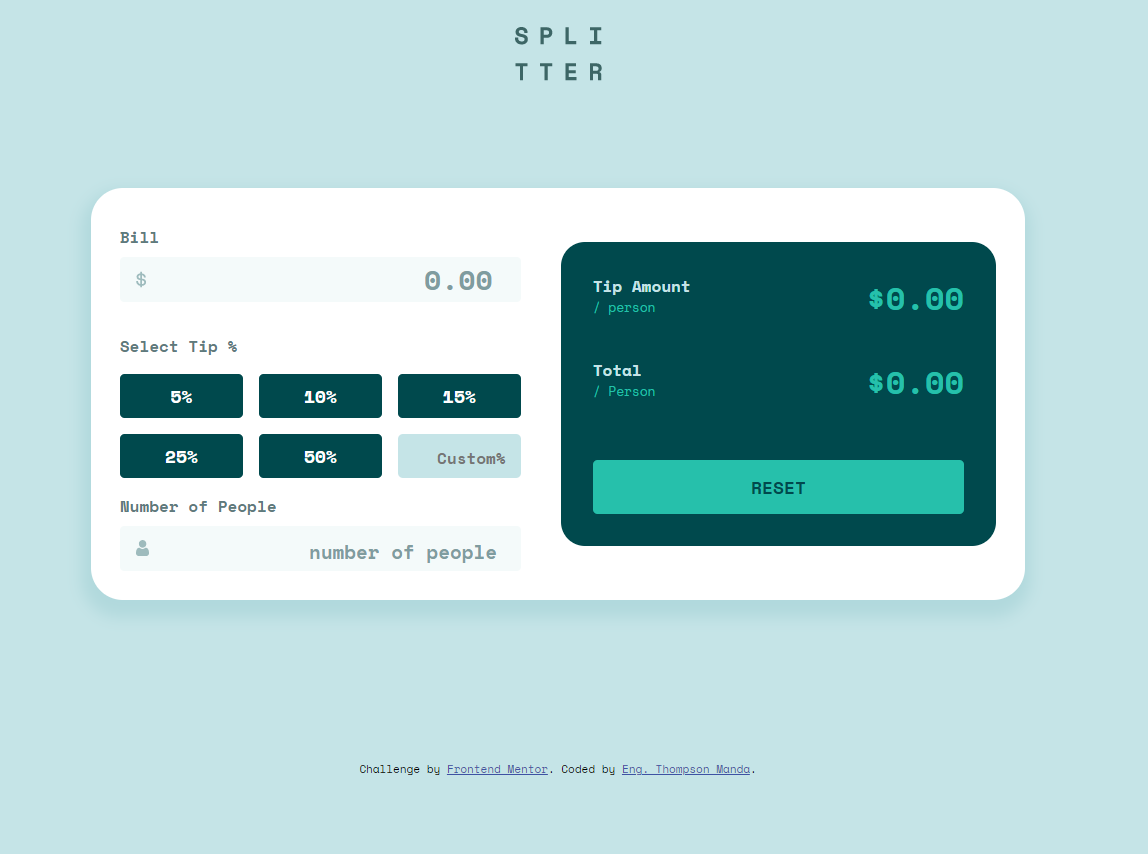 SPLI
TTER
Bill
$ 0.00
Select Tip %
5% 10% 15%
25% 50% Custom%
Number of People
number of people
Tip Amount
/ person
$0.00
Total
/ Person
$0.00
RESET
Challenge by Frontend Mentor. Coded by Eng. Thompson Manda.